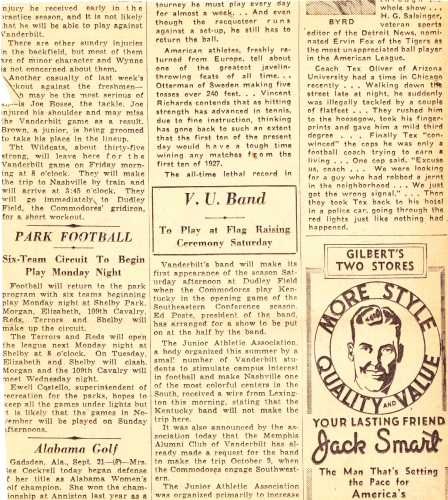 injury he received early in the
practice season, and it is not likely
that he will be able to play against
Vanderbilt.
There are other sundry injuries
in the backfield, but most of them
are of minor character and Wynne
is not concerned about them.
Another casualty of last week's
workout against the freshmen—
it may be the most serious of
is Joe Bosse, the tackle. Joe
injured his shoulder and may miss
the Vanderbilt game as a result.
Brown, a junior, is being groomed
to take his place in the lineup.
Tht Wildcats, about thirty-five
strong, will leave here for the
Vanderbilt game on Friday morn-
ing at 8 o'clock. They will make
the trip to Nashville by train and
will arrive at 3:45 o'clock. They
will go immediately to Dudley
Field, the Commodores' gridiron,
for a short workout.
PARK FOOTBALL
Six-Team Circuit To Begin
Play Monday Night
Football will return to the park
program with six teams beginning
play Monday night at Shelby Park.
Morgan, Elizabeth, 109th Cavalry,
Reds, Terrors and Shelby will
make up the circuit.
The Terrors and Reds will open
the league next Monday night at
Shelby at 8 o'clock. On Tuesday,
Elizabeth and Shelby will clash,
Morgan and the 109th Cavalry will
meet Wednesday.
Elwell Costello, superintendent of
recreation for the parks, hopes to
keep all the games under lights but
it is likely that the games in No-
vember will be played on Sunday
afternoons.
Alabama Golf
Gadsden, Ala., Sept. 21—(P)—Mrs.
Lee Cockrell today began defense
of her title as Alabama Women's
golf champion. She won the cham-
pionship at Anniston last year as a
tourney he must play every day
for almost a week. . . And even
though the racqueteer runs
against a set-up, he still has to
return the ball.
American athletes, freshly re-
turned from Europe, tell about
one of the greatest javelin-
throwing feats of all time. . .
Otterman of Sweden making five
tosses over 240 feet. . . Vincent
Richards contends that as hitting
strength has advanced in tennis,
due to fine instruction, thinking
has gone back to such an extent
that the first ten of the present
day would have a tough time
wining any matches from the
first ten of 1927.
The all-time lethal record in
V. U. Band
To Play at Flag Raising
Ceremony Saturday
Vanderbilt's band will make its
first appearance of the season Sat-
urday afternoon at Dudley Field
when the Commodores play Ken-
tucky in the opening game of the
Southeastern Conference season.
Ed Poste, president of the band,
has arranged for a show to be put
on at the half by the band.
The Junior Athletic Association,
a body organized this summer by a
small number of Vanderbilt stu-
dents to stimulate campus interest
in football and make Nashville one
of the most colorful centers in the
South, received a wire from Lexing-
ton this morning, stating that the
Kentucky band will not make the
trip here.
It was also announced by the as-
sociation today that the Memphis
Alumni Club of Vanderbilt has al-
ready made a request for the band
to make the trip October 9, when
the Commodores engage Southwest-
ern.
The Junior Athletic Association
was organized primarily to increase
BYRD
whole show . . .
H. G. Salsinger,
veteran sports
editor of the Detroit News, nomi-
nated Ervin Fox of the Tigers as
the most unappreciated ball player
in the American League.
Coach Tex Oliver of Arizona
University had a time in Chicago
recently . . . Walking down the
street late at night, he suddenly
was illegally tackled by a couple
of flatfeet . . . They rushed him
to the hoosegow, took his finger-
prints and gave him a mild third
degree . . . Finally Tex "con-
vinced" the cops he was only a
football coach trying to earn a
living . . . One cop said, "Excuse
us, coach . . . We were looking
for a guy who had robbed a jernt
in the neighborhood . . . We just
got the wrong signal" . . . Then
they took Tex back to his hotel
in a police car, going through the
red lights just like nothing had
happened.
GILBERT'S
TWO STORES
MORE STYLE
QUALITY AND VALUE
YOUR LASTING FRIEND
Jack Smart
The Man That's Setting
the Pace for
America's